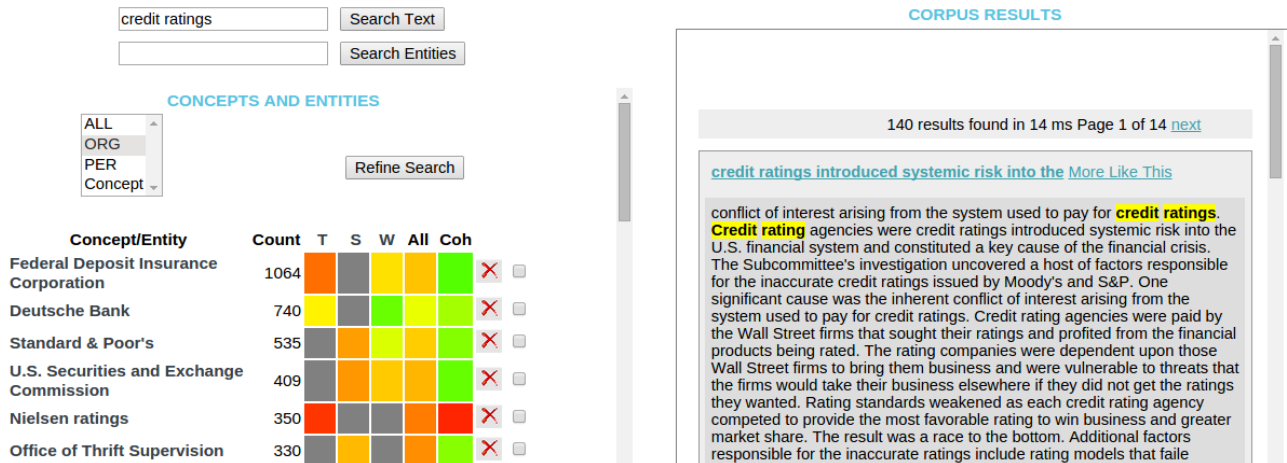 credit ratings
Search Text
Search Entities
CONCEPTS AND ENTITIES
ALL
ORG
PER
Concept
Refine Search
Concept/Entity Count T S W All Coh
Federal Deposit Insurance
Corporation
1064
Deutsche Bank 740
Standard & Poor's 535
U.S. Securities and Exchange
Commission
409
Nielsen ratings 350
Office of Thrift Supervision 330
CORPUS RESULTS
140 results found in 14 ms Page 1 of 14 next
credit ratings introduced systemic risk into the More Like This
conflict of interest arising from the system used to pay for credit ratings.
Credit rating agencies were credit ratings introduced systemic risk into the
U.S. financial system and constituted a key cause of the financial crisis.
The Subcommittee's investigation uncovered a host of factors responsible
for the inaccurate credit ratings issued by Moody's and S&P. One
significant cause was the inherent conflict of interest arising from the
system used to pay for credit ratings. Credit rating agencies were paid by
the Wall Street firms that sought their ratings and profited from the financial
products being rated. The rating companies were dependent upon those
Wall Street firms to bring them business and were vulnerable to threats that
the firms would take their business elsewhere if they did not get the ratings
they wanted. Rating standards weakened as each credit rating agency
competed to provide the most favorable rating to win business and greater
market share. The result was a race to the bottom. Additional factors
responsible for the inaccurate ratings include rating models that faile